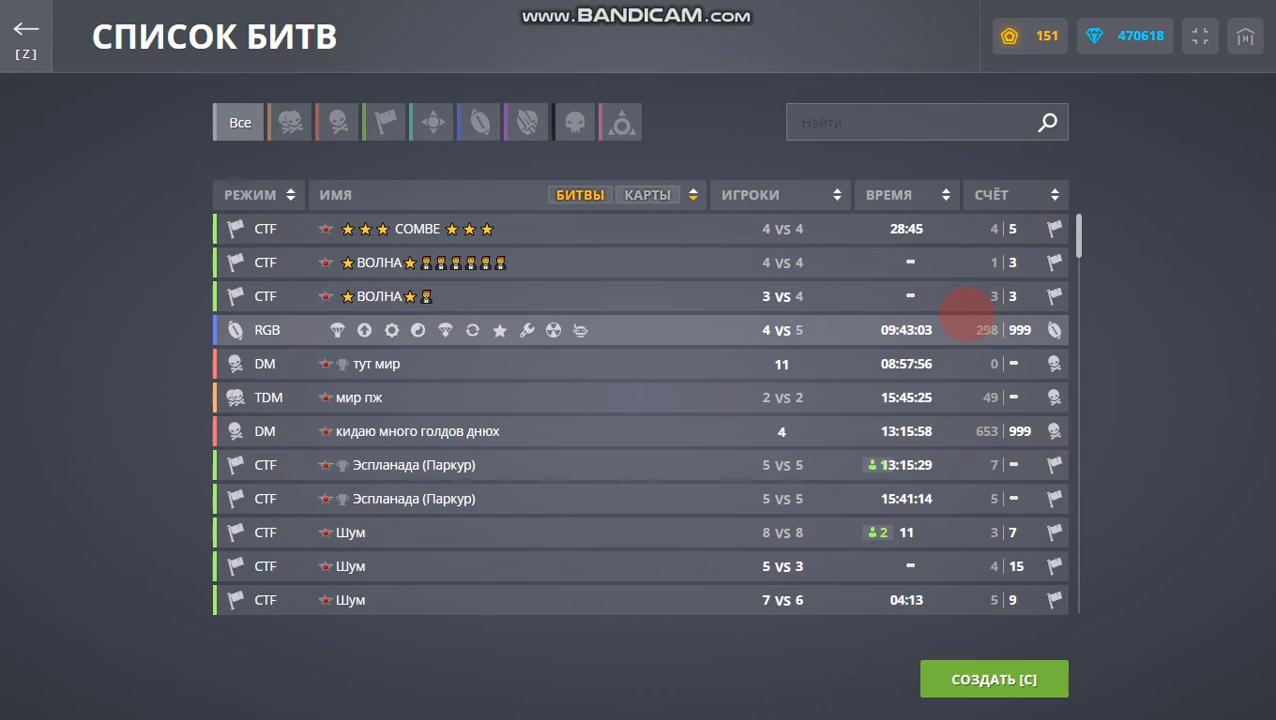 www.BANDICAM.com
[Z]
СПИСОК БИТВ
151
470618
Все
Найти
РЕЖИМ ИМЯ БИТВЫ КАРТЫ ИГРОКИ ВРЕМЯ СЧЁТ
CTF ★ ★ ★ ★ COMBE ★ ★ ★ 4 VS 4 28:45 4 | 5
CTF ★ ★ВОЛНА★ 4 VS 4 ∞ 1 | 3
CTF ★ ★ВОЛНА★ 3 VS 4 ∞ 3 | 3
RGB 4 VS 5 09:43:03 298 | 999
DM ★ тут мир 11 08:57:56 0 | ∞
TDM ★ мир пж 2 VS 2 15:45:25 49 | ∞
DM ★ кидаю много голдов днюх 4 13:15:58 653 | 999
CTF ★ Эспланада (Паркур) 5 VS 5 13:15:29 7 | ∞
CTF ★ Эспланада (Паркур) 5 VS 5 15:41:14 5 | ∞
CTF ★ Шум 8 VS 8 2 11 3 | 7
CTF ★ Шум 5 VS 3 ∞ 4 | 15
CTF ★ Шум 7 VS 6 04:13 5 | 9
СОЗДАТЬ [C]